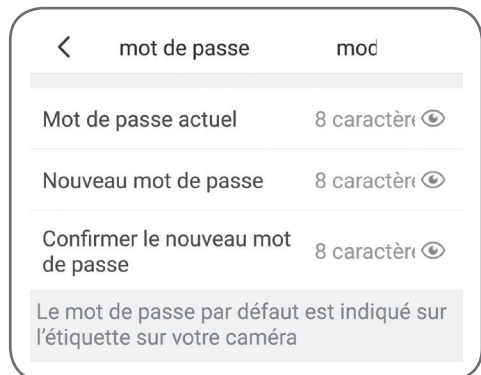 mot de passe mod
Mot de passe actuel 8 caractère
Nouveau mot de passe 8 caractère
Confirmer le nouveau mot
de passe 8 caractère
Le mot de passe par défaut est indiqué sur
l'étiquette sur votre caméra